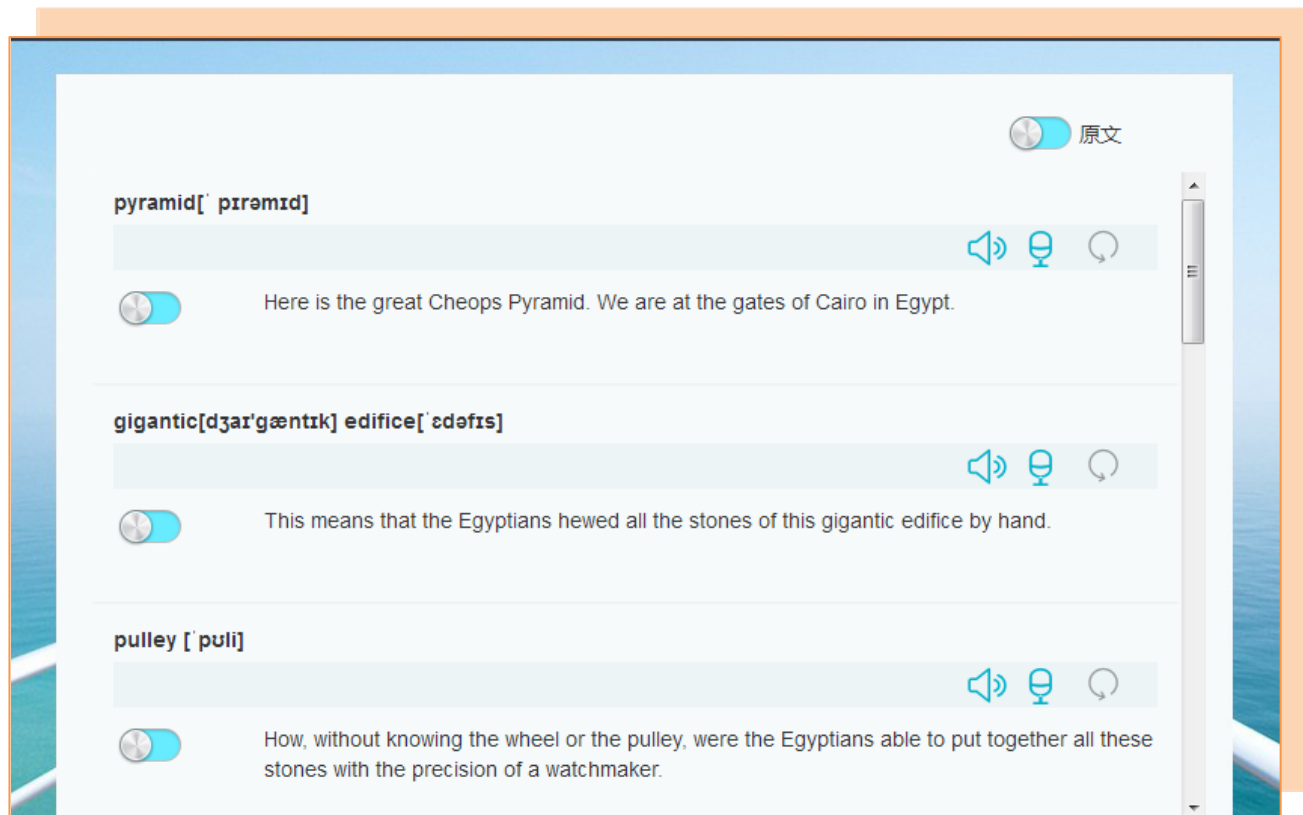 原文
pyramid[ˈ pɪrəmɪd]
Here is the great Cheops Pyramid. We are at the gates of Cairo in Egypt.
gigantic[dʒaɪ'gæntɪk] edifice[ˈɛdəfɪs]
This means that the Egyptians hewed all the stones of this gigantic edifice by hand.
pulley [ˈpʊli]
How, without knowing the wheel or the pulley, were the Egyptians able to put together all these
stones with the precision of a watchmaker.